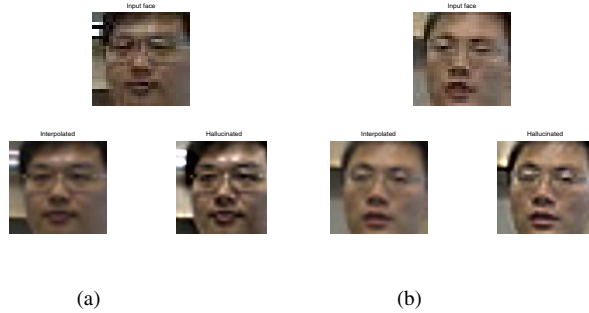 Input face
Input face
Interpolated
Hallucinated
Interpolated
Hallucinated
(a)
(b)